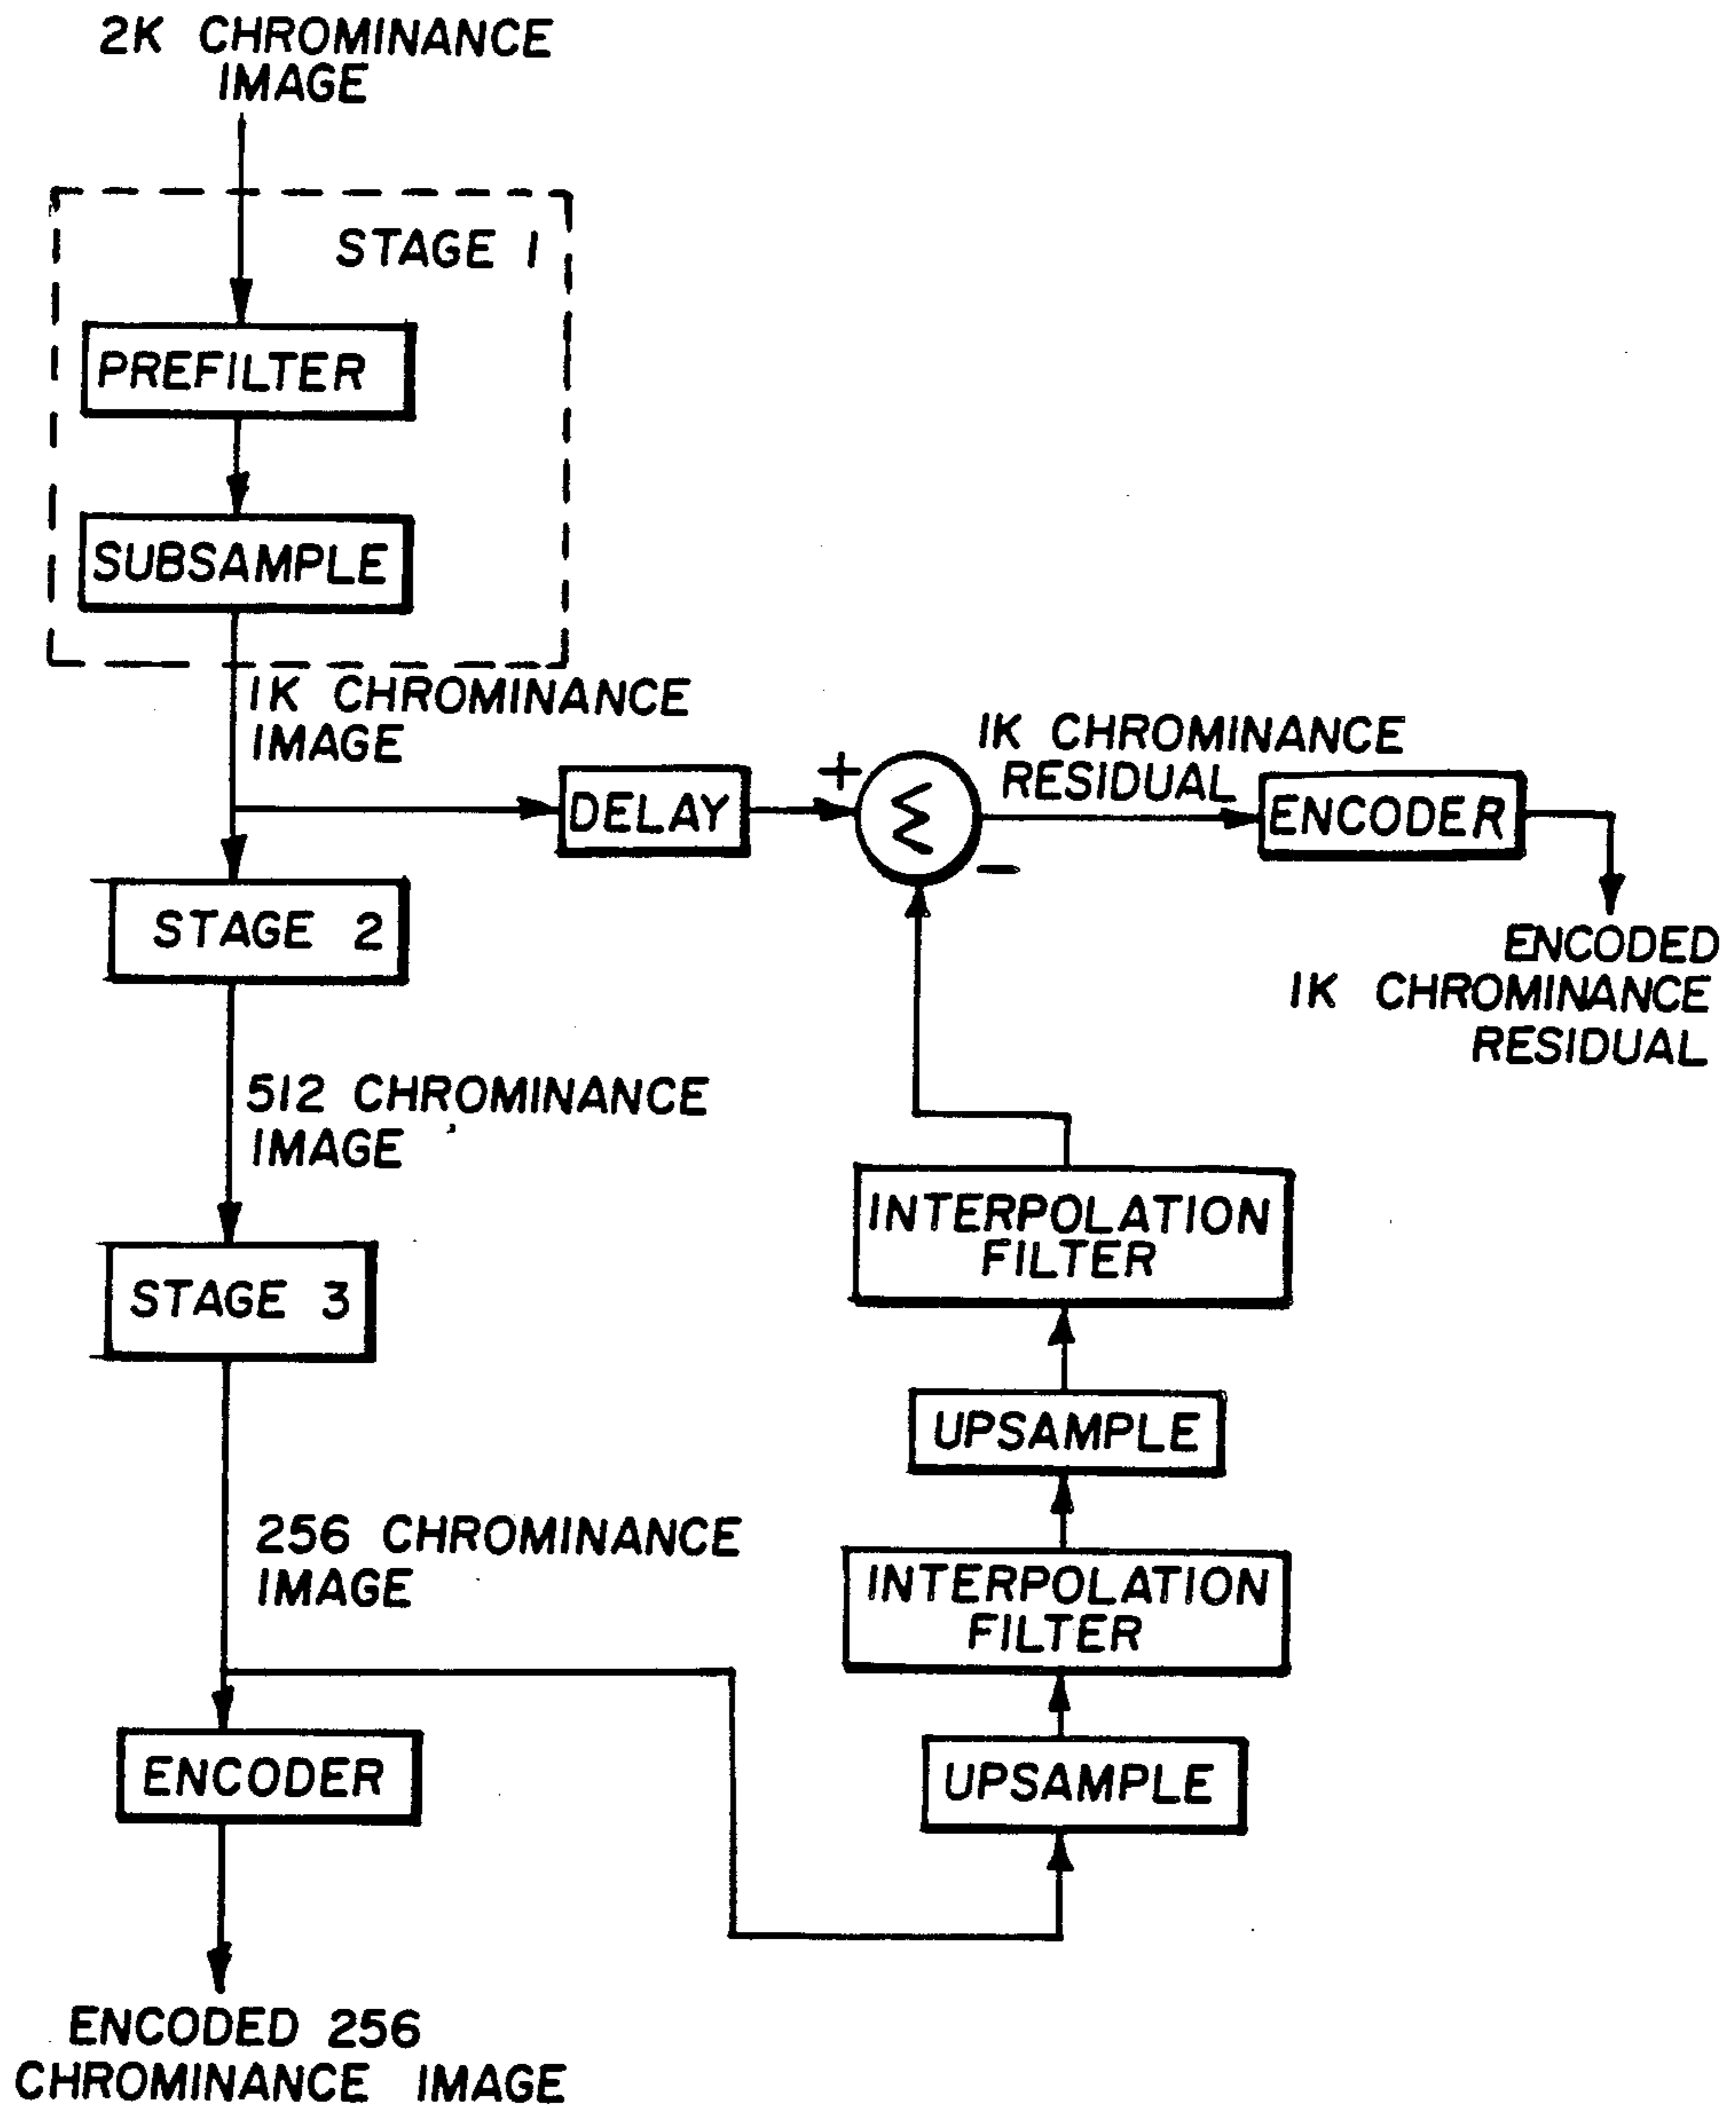 2K CHROMINANCE
IMAGE
STAGE 1
PREFILTER
SUBSAMPLE
1K CHROMINANCE
IMAGE
DELAY
+
Σ
−
1K CHROMINANCE
RESIDUAL
ENCODER
ENCODED
1K CHROMINANCE
RESIDUAL
STAGE 2
512 CHROMINANCE
IMAGE
STAGE 3
256 CHROMINANCE
IMAGE
ENCODER
ENCODED 256
CHROMINANCE IMAGE
INTERPOLATION
FILTER
UPSAMPLE
INTERPOLATION
FILTER
UPSAMPLE